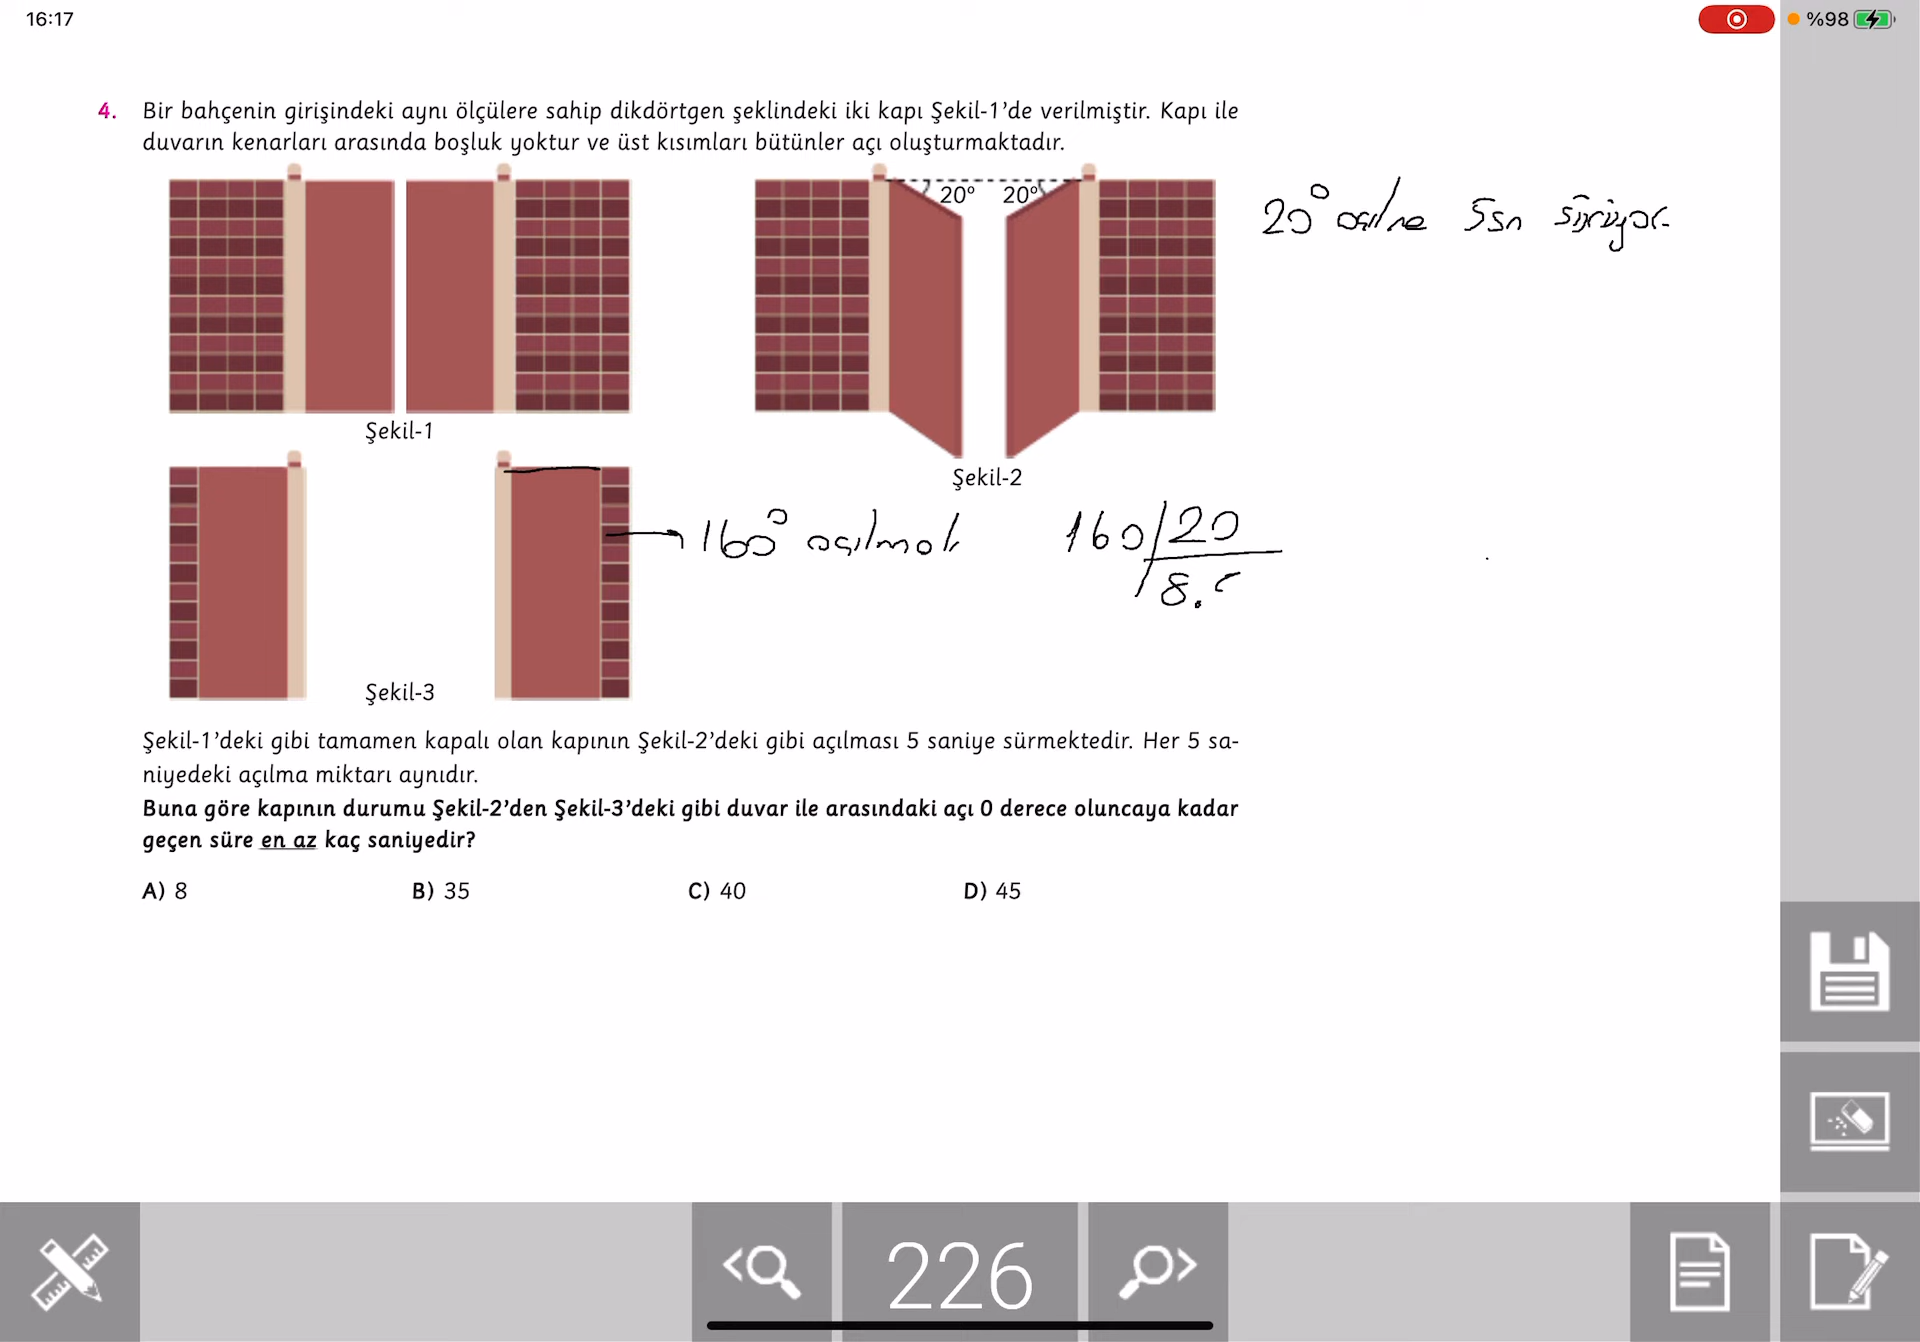 16:17
%98
4. Bir bahçenin girişindeki aynı ölçülere sahip dikdörtgen şeklindeki iki kapı Şekil-1’de verilmiştir. Kapı ile
duvarın kenarları arasında boşluk yoktur ve üst kısımları bütünler açı oluşturmaktadır.
20° 20°
20° açılme 5sn sürüyor.
Şekil-1
Şekil-2
160° açılmalı
160/20
8.
Şekil-3
Şekil-1’deki gibi tamamen kapalı olan kapının Şekil-2’deki gibi açılması 5 saniye sürmektedir. Her 5 sa-
niyedeki açılma miktarı aynıdır.
Buna göre kapının durumu Şekil-2’den Şekil-3’deki gibi duvar ile arasındaki açı 0 derece oluncaya kadar
geçen süre en az kaç saniyedir?
A) 8 B) 35 C) 40 D) 45
226